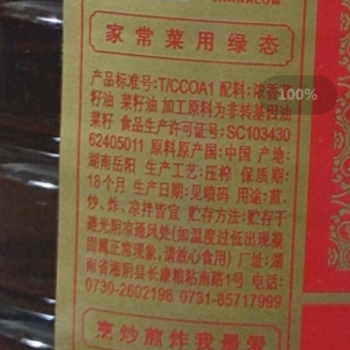 家常菜用绿态
产品标准号:T/CCOA1 配料:浓香菜
籽油 菜籽油 加工原料为非转基因油
菜籽 食品生产许可证号:SC103430
62405011 原料原产国:中国 产地:
湖南岳阳 生产工艺:压榨 保质期:
18个月 生产日期:见喷码 用途:煎、
炒、炸、凉拌皆宜 贮存方法:贮存于
避光阴凉通风处(如温度过低出现凝
固属正常现象,请放心食用) 厂址:湖
南省湘阴县长康粮粘南路1号 电话:
0730-2602198 0731-85717999
烹炒煎炸我最爱
100%